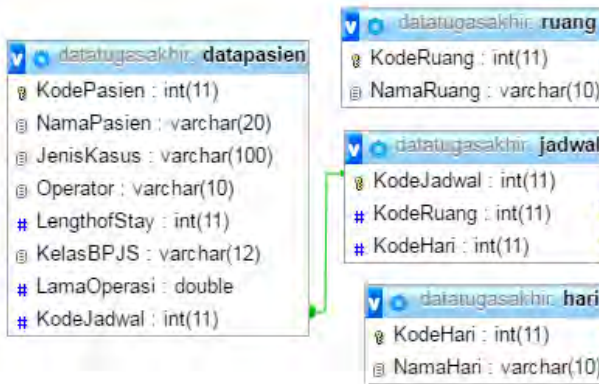 datatugasakhir. datapasien
KodePasien : int(11)
NamaPasien : varchar(20)
JenisKasus : varchar(100)
Operator : varchar(10)
LengthofStay : int(11)
KelasBPJS : varchar(12)
LamaOperasi : double
KodeJadwal : int(11)
datatugasakhir. ruang
KodeRuang : int(11)
NamaRuang : varchar(10)
datatugasakhir. jadwal
KodeJadwal : int(11)
KodeRuang : int(11)
KodeHari : int(11)
datatugasakhir. hari
KodeHari : int(11)
NamaHari : varchar(10)